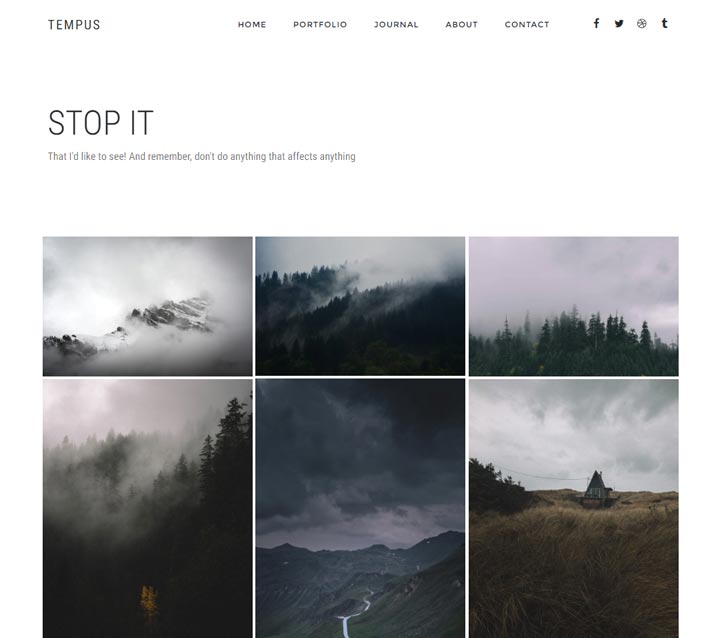 TEMPUS
HOME PORTFOLIO JOURNAL ABOUT CONTACT
STOP IT
That I'd like to see! And remember, don't do anything that affects anything